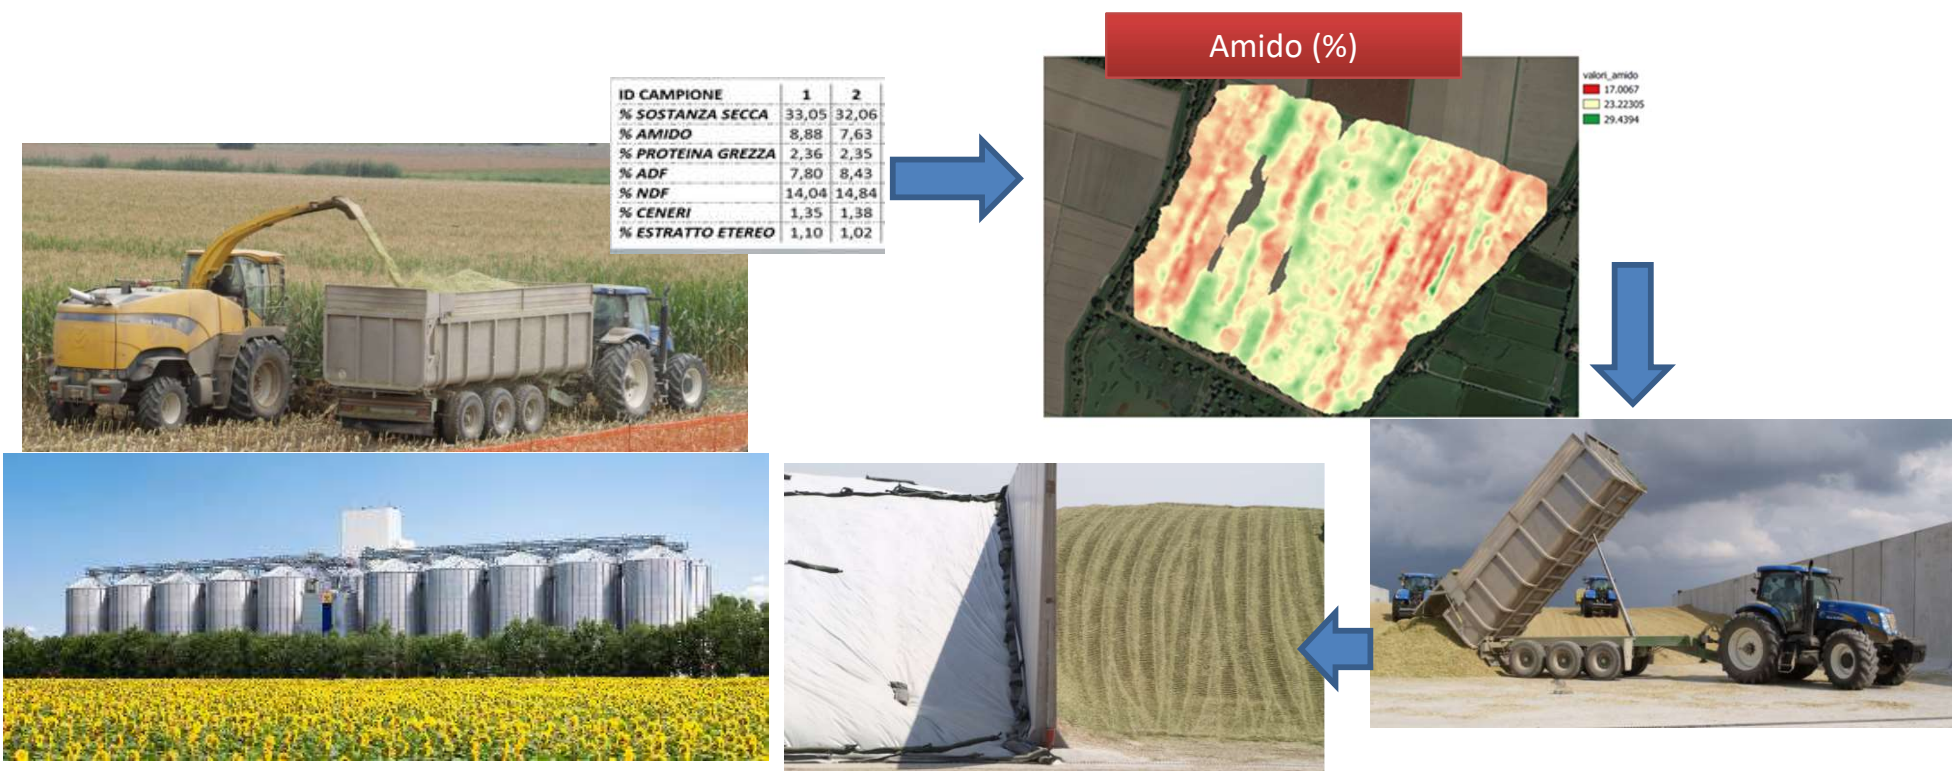 Amido (%)
ID CAMPIONE 1 2
% SOSTANZA SECCA 33,05 32,06
% AMIDO 8,88 7,63
% PROTEINA GREZZA 2,36 2,35
% ADF 7,80 8,43
% NDF 14,04 14,84
% CENERI 1,35 1,38
% ESTRATTO ETEREO 1,10 1,02
valori_amido
17.0067
23.22305
29.4394